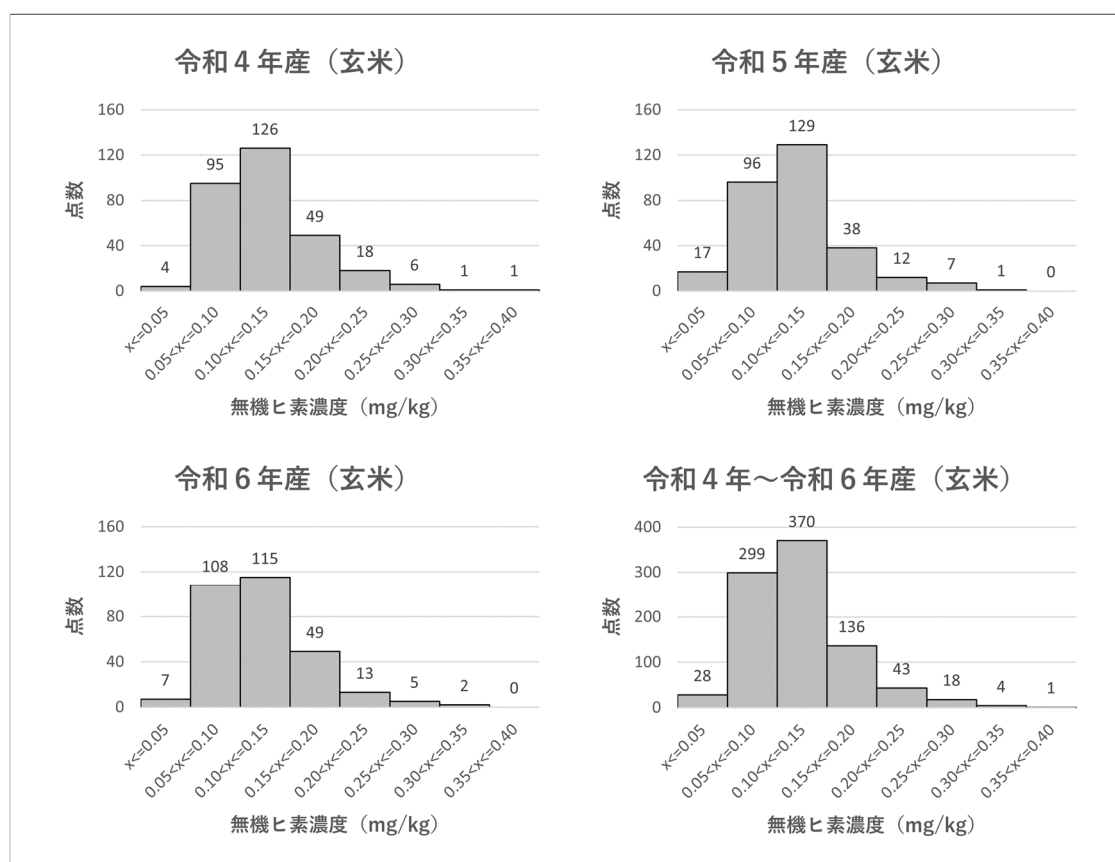 令和４年産（玄米）
160
120
80
40
0
点数
4
95
126
49
18
6
1
1
x<=0.05
0.05<x<=0.10
0.10<x<=0.15
0.15<x<=0.20
0.20<x<=0.25
0.25<x<=0.30
0.30<x<=0.35
0.35<x<=0.40
無機ヒ素濃度（mg/kg）
令和５年産（玄米）
160
120
80
40
0
点数
17
96
129
38
12
7
1
0
x<=0.05
0.05<x<=0.10
0.10<x<=0.15
0.15<x<=0.20
0.20<x<=0.25
0.25<x<=0.30
0.30<x<=0.35
0.35<x<=0.40
無機ヒ素濃度（mg/kg）
令和６年産（玄米）
160
120
80
40
0
点数
7
108
115
49
13
5
2
0
x<=0.05
0.05<x<=0.10
0.10<x<=0.15
0.15<x<=0.20
0.20<x<=0.25
0.25<x<=0.30
0.30<x<=0.35
0.35<x<=0.40
無機ヒ素濃度（mg/kg）
令和４年～令和６年産（玄米）
400
300
200
100
0
点数
28
299
370
136
43
18
4
1
x<=0.05
0.05<x<=0.10
0.10<x<=0.15
0.15<x<=0.20
0.20<x<=0.25
0.25<x<=0.30
0.30<x<=0.35
0.35<x<=0.40
無機ヒ素濃度（mg/kg）